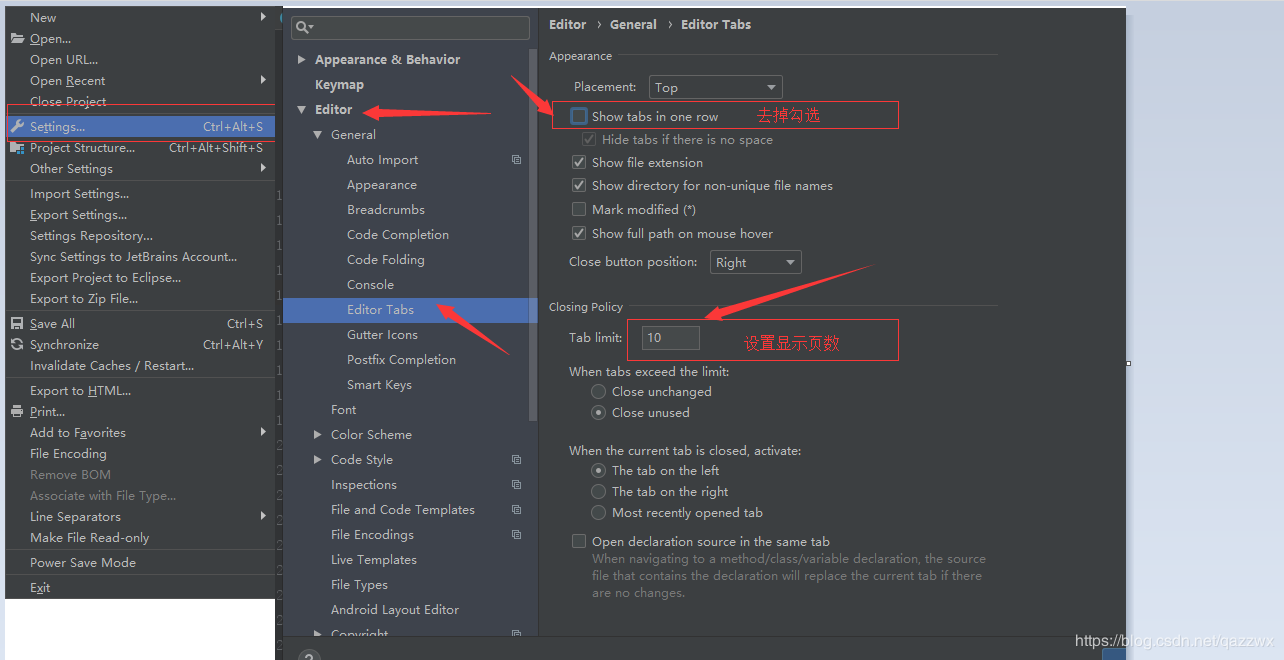 New
Open...
Open URL...
Open Recent
Close Project
Settings... Ctrl+Alt+S
Project Structure... Ctrl+Alt+Shift+S
Other Settings
Import Settings...
Export Settings...
Settings Repository...
Sync Settings to JetBrains Account...
Export Project to Eclipse...
Export to Zip File...
Save All Ctrl+S
Synchronize Ctrl+Alt+Y
Invalidate Caches / Restart...
Export to HTML...
Print...
Add to Favorites
File Encoding
Remove BOM
Associate with File Type...
Line Separators
Make File Read-only
Power Save Mode
Exit
Appearance & Behavior
Keymap
Editor
General
Auto Import
Appearance
Breadcrumbs
Code Completion
Code Folding
Console
Editor Tabs
Gutter Icons
Postfix Completion
Smart Keys
Font
Color Scheme
Code Style
Inspections
File and Code Templates
File Encodings
Live Templates
File Types
Android Layout Editor
Copyright
?
Editor › General › Editor Tabs
Appearance
Placement: Top
Show tabs in one row 去掉勾选
Hide tabs if there is no space
Show file extension
Show directory for non-unique file names
Mark modified (*)
Show full path on mouse hover
Close button position: Right
Closing Policy
Tab limit: 10 设置显示页数
When tabs exceed the limit:
Close unchanged
Close unused
When the current tab is closed, activate:
The tab on the left
The tab on the right
Most recently opened tab
Open declaration source in the same tab
When navigating to a method/class/variable declaration, the source
file that contains the declaration will replace the current tab if there
are no changes.
https://blog.csdn.net/qazzwx